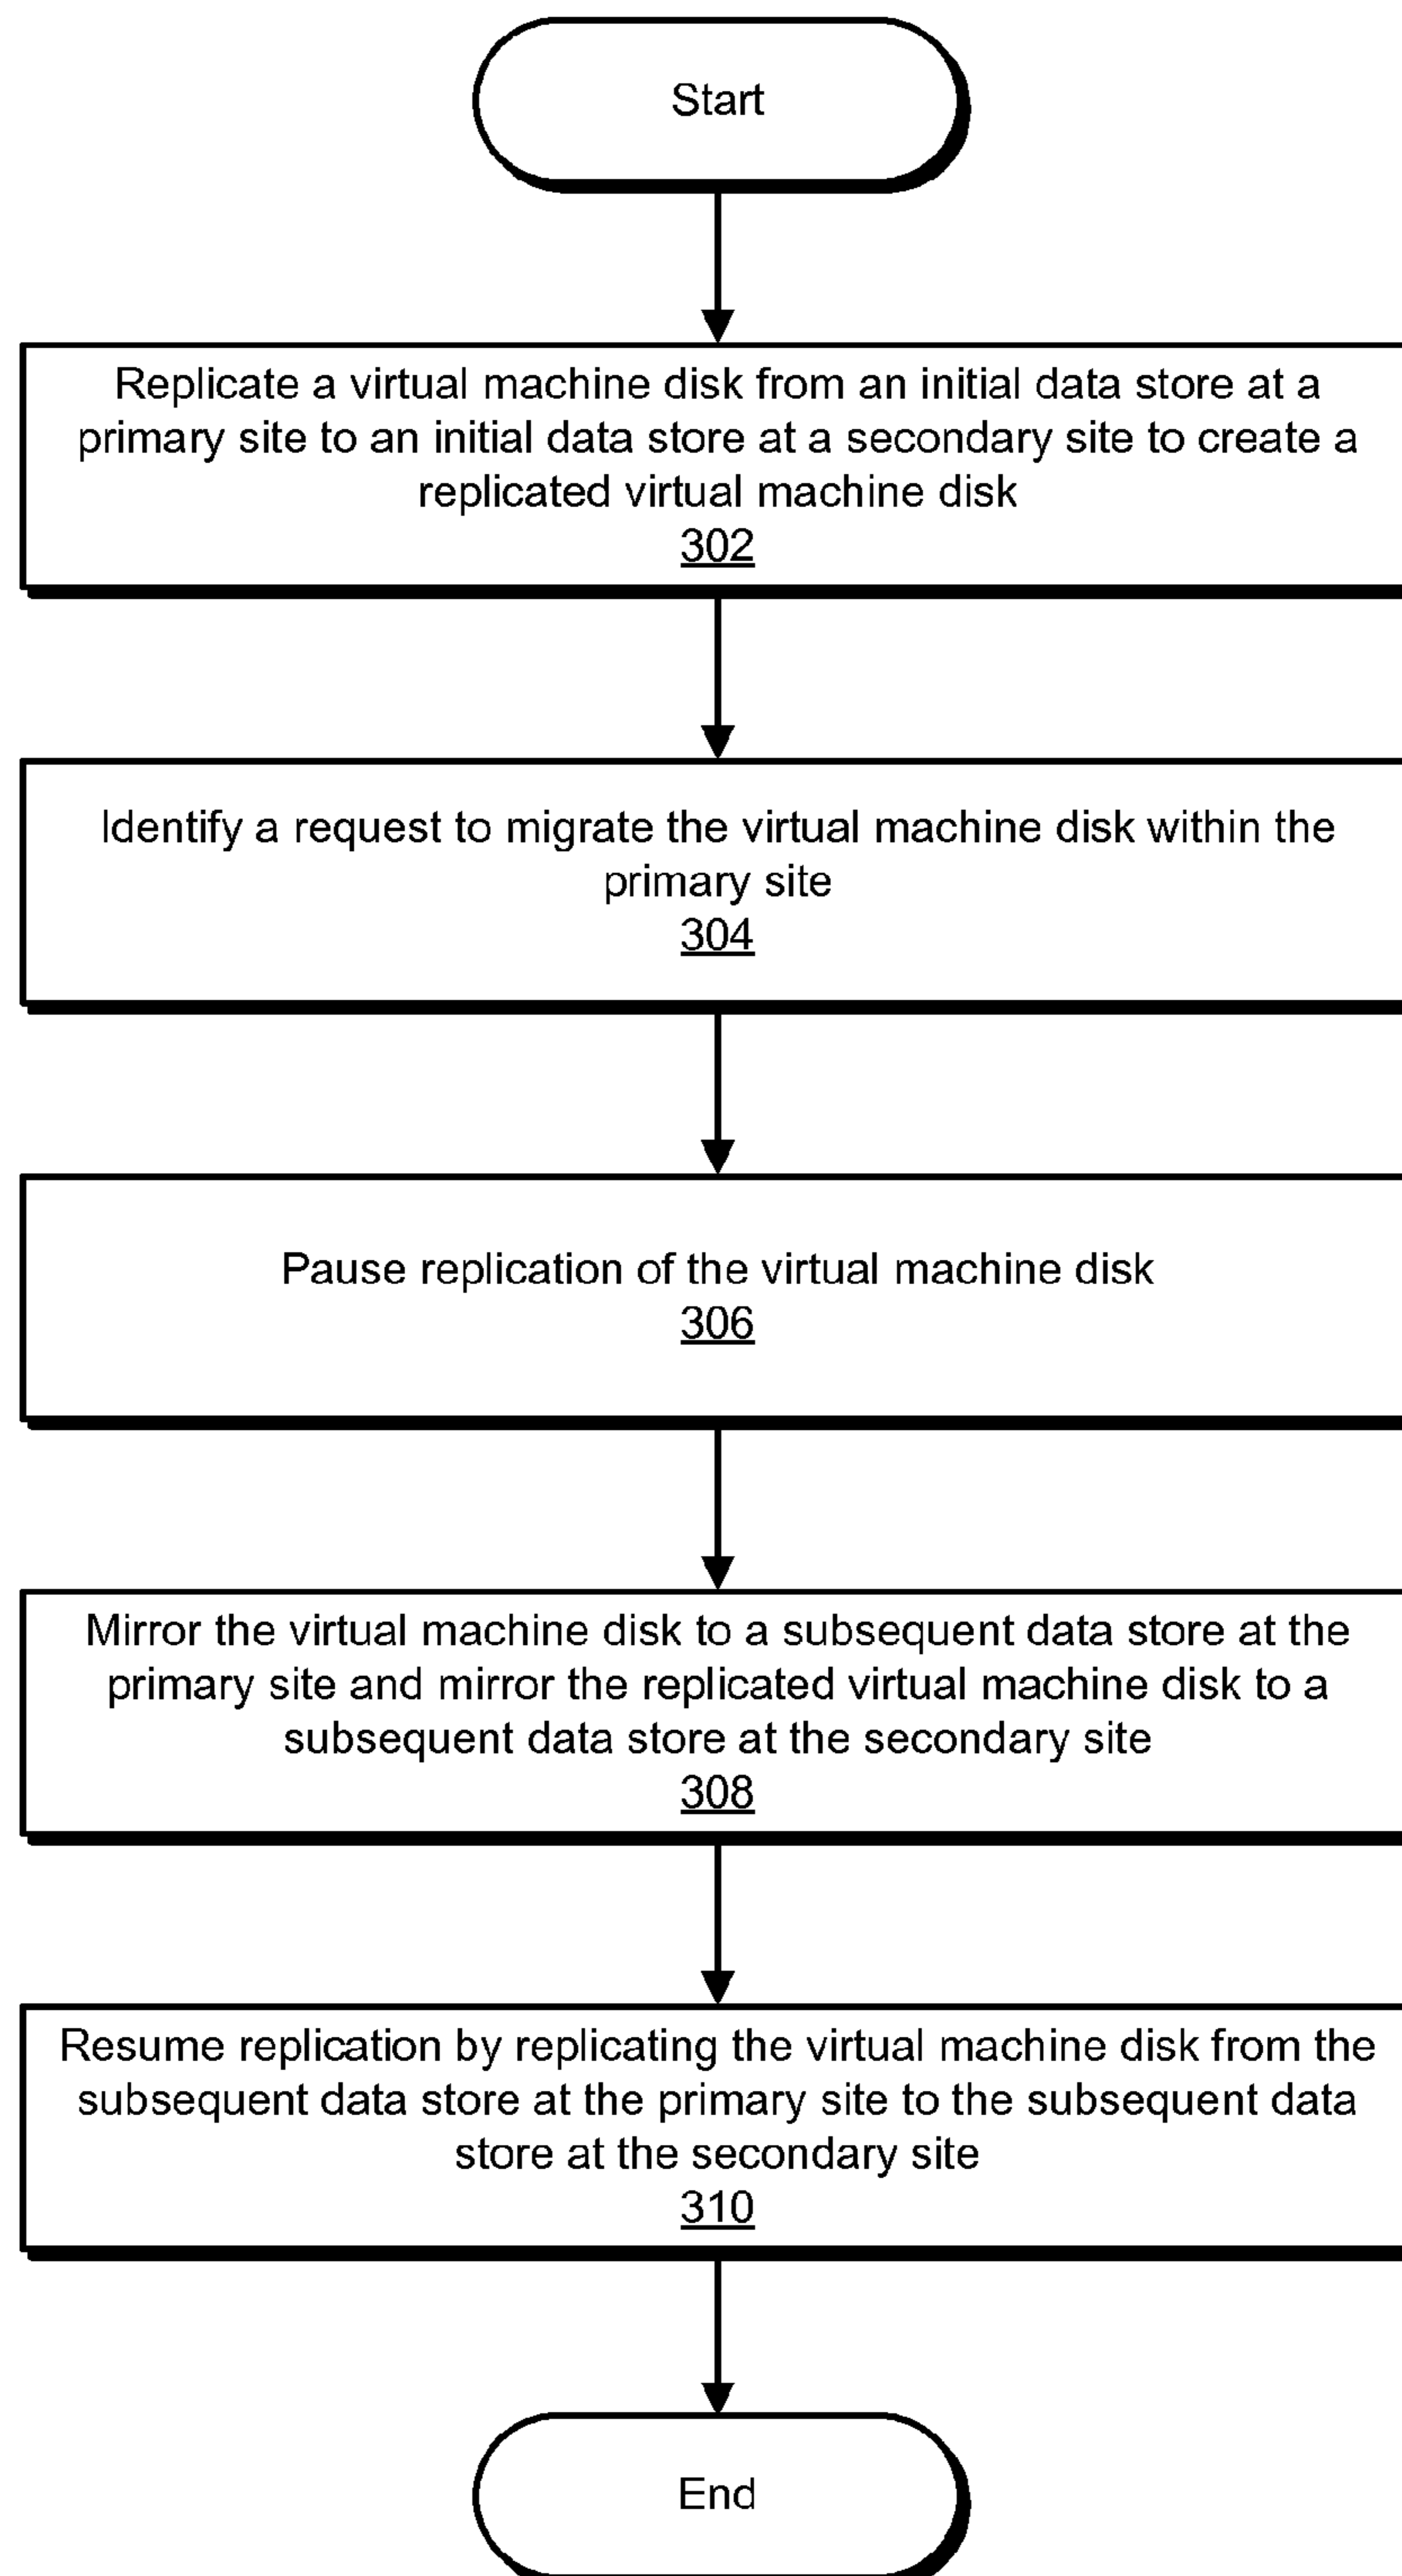 Start
Replicate a virtual machine disk from an initial data store at a
primary site to an initial data store at a secondary site to create a
replicated virtual machine disk
302
Identify a request to migrate the virtual machine disk within the
primary site
304
Pause replication of the virtual machine disk
306
Mirror the virtual machine disk to a subsequent data store at the
primary site and mirror the replicated virtual machine disk to a
subsequent data store at the secondary site
308
Resume replication by replicating the virtual machine disk from the
subsequent data store at the primary site to the subsequent data
store at the secondary site
310
End